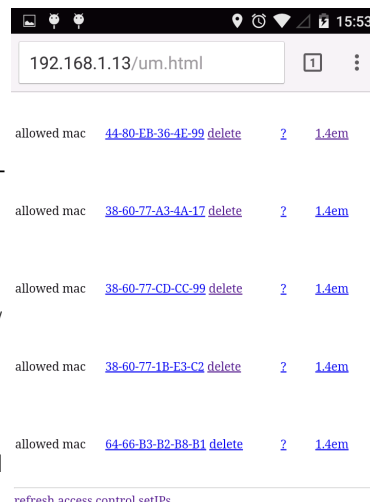 15:53
192.168.1.13/um.html 1
allowed mac 44-80-EB-36-4E-99 delete ? 1.4em
allowed mac 38-60-77-A3-4A-17 delete ? 1.4em
allowed mac 38-60-77-CD-CC-99 delete ? 1.4em
allowed mac 38-60-77-1B-E3-C2 delete ? 1.4em
allowed mac 64-66-B3-B2-B8-B1 delete ? 1.4em
refresh access control setIPs